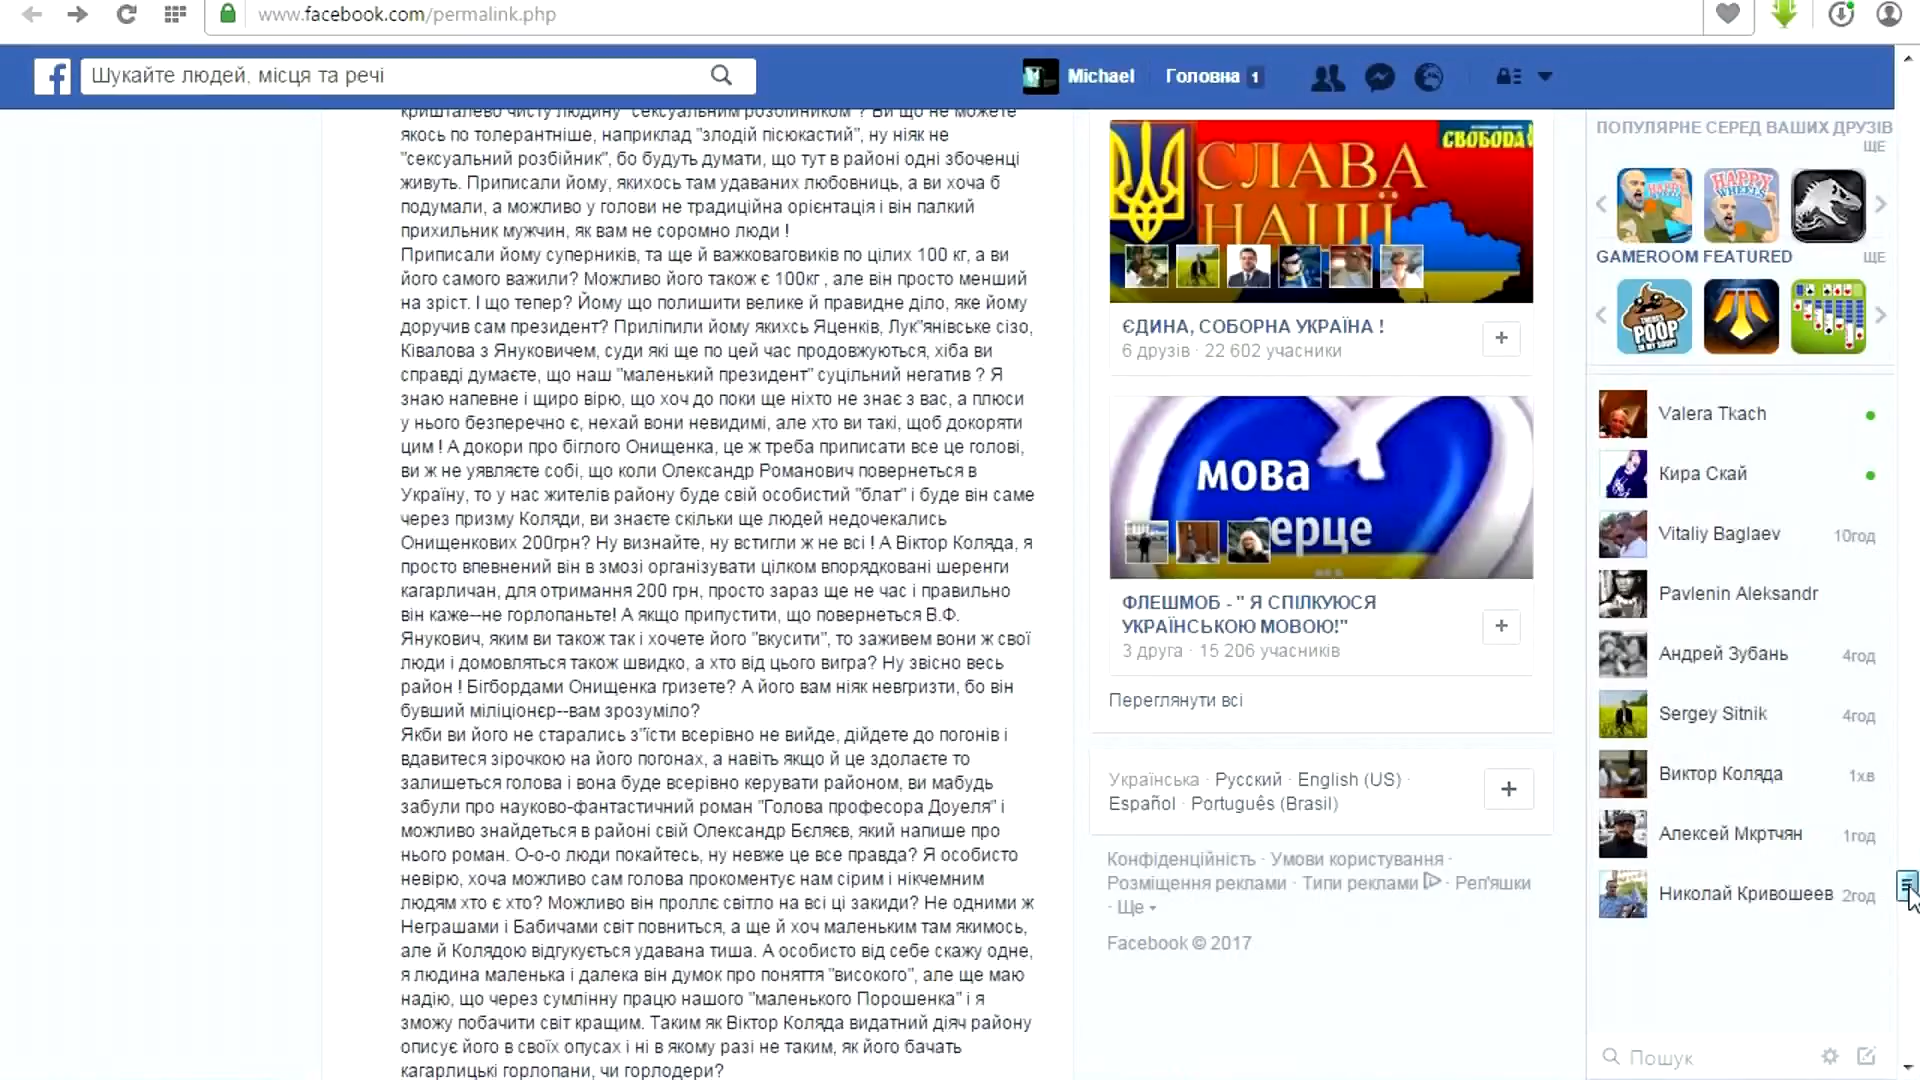 www.facebook.com/permalink.php
Шукайте людей, місця та речі
Michael
Головна 1
кришталево чисту людину "сексуальним розбійником"? Ви що не можете
якось по толерантніше, наприклад "злодій пісюкастий", ну ніяк не
"сексуальний розбійник", бо будуть думати, що тут в районі одні збоченці
живуть. Приписали йому, якихось там удаваних любовниць, а ви хоча б
подумали, а можливо у голови не традиційна орієнтація і він палкий
прихильник мужчин, як вам не соромно люди !
Приписали йому суперників, та ще й важковаговиків по цілих 100 кг, а ви
його самого важили? Можливо його також є 100кг , але він просто менший
на зріст. І що тепер? Йому що полишити велике й правидне діло, яке йому
доручив сам президент? Приліпили йому якихсь Яценків, Лук"янівське сізо,
Ківалова з Януковичем, суди які ще по цей час продовжуються, хіба ви
справді думаєте, що наш "маленький президент" суцільний негатив ? Я
знаю напевне і щиро вірю, що хоч до поки ще ніхто не знає з вас, а плюси
у нього безперечно є, нехай вони невидимі, але хто ви такі, щоб докоряти
цим ! А докори про біглого Онищенка, це ж треба приписати все це голові,
ви ж не уявляєте собі, що коли Олександр Романович повернеться в
Україну, то у нас жителів району буде свій особистий "блат" і буде він саме
через призму Коляди, ви знаєте скільки ще людей недочекались
Онищенкових 200грн? Ну визнайте, ну встигли ж не всі ! А Віктор Коляда, я
просто впевнений він в змозі організувати цілком впорядковані шеренги
кагарличан, для отримання 200 грн, просто зараз ще не час і правильно
він каже--не горлопаньте! А якщо припустити, що повернеться В.Ф.
Янукович, яким ви також так і хочете його "вкусити", то заживем вони ж свої
люди і домовляться також швидко, а хто від цього вигра? Ну звісно весь
район ! Бігбордами Онищенка гризете? А його вам ніяк невгризти, бо він
бувший міліціонєр--вам зрозуміло?
Якби ви його не старались з"їсти всерівно не вийде, дійдете до погонів і
вдавитеся зірочкою на його погонах, а навіть якщо й це здолаєте то
залишеться голова і вона буде всерівно керувати районом, ви мабудь
забули про науково-фантастичний роман "Голова професора Доуеля" і
можливо знайдеться в районі свій Олександр Бєляєв, який напише про
нього роман. О-о-о люди покайтесь, ну невже це все правда? Я особисто
невірю, хоча можливо сам голова прокоментує нам сірим і нікчемним
людям хто є хто? Можливо він проллє світло на всі ці закиди? Не одними ж
Неграшами і Бабичами світ повниться, а ще й хоч маленьким там якимось,
але й Колядою відгукується удавана тиша. А особисто від себе скажу одне,
я людина маленька і далека він думок про поняття "високого", але ще маю
надію, що через сумлінну працю нашого "маленького Порошенка" і я
зможу побачити світ кращим. Таким як Віктор Коляда видатний діяч району
описує його в своїх опусах і ні в якому разі не таким, як його бачать
кагарлицькі горлопани, чи горлодери?
СВОБОДА
СЛАВА
НАЦІЇ
ЄДИНА, СОБОРНА УКРАЇНА !
6 друзів · 22 602 учасники
мова
серце
ФЛЕШМОБ - " Я СПІЛКУЮСЯ
УКРАЇНСЬКОЮ МОВОЮ!"
3 друга · 15 206 учасників
Переглянути всі
Українська · Русский · English (US) ·
Español · Português (Brasil)
Конфіденційність · Умови користування ·
Розміщення реклами · Типи реклами · Реп'яшки
· Ще
Facebook © 2017
ПОПУЛЯРНЕ СЕРЕД ВАШИХ ДРУЗІВ
ЩЕ
HAPPY
HAPPY
WHEELS
GAMEROOM FEATURED ЩЕ
POOP
Valera Tkach
Кира Скай
Vitaliy Baglaev 10год
Pavlenin Aleksandr
Андрей Зубань 4год
Sergey Sitnik 4год
Виктор Коляда 1хв
Алексей Мкртчян 1год
Николай Кривошеев 2год
Пошук